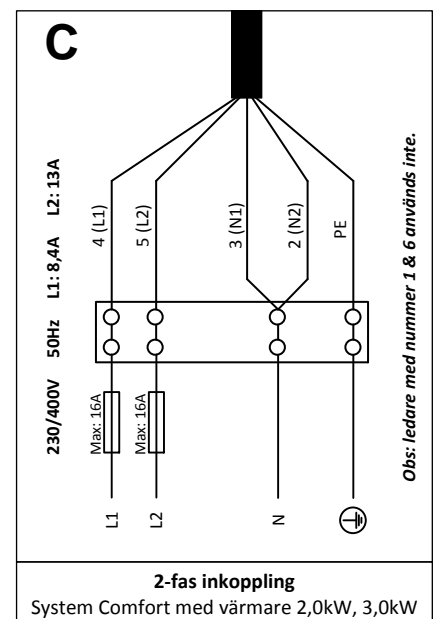 C
230/400V 50Hz L1: 8,4A L2: 13A
4 (L1)
5 (L2)
3 (N1)
2 (N2)
PE
Max: 16A
Max: 16A
L1
L2
N
Obs: ledare med nummer 1 & 6 används inte.
2-fas inkoppling
System Comfort med värmare 2,0kW, 3,0kW